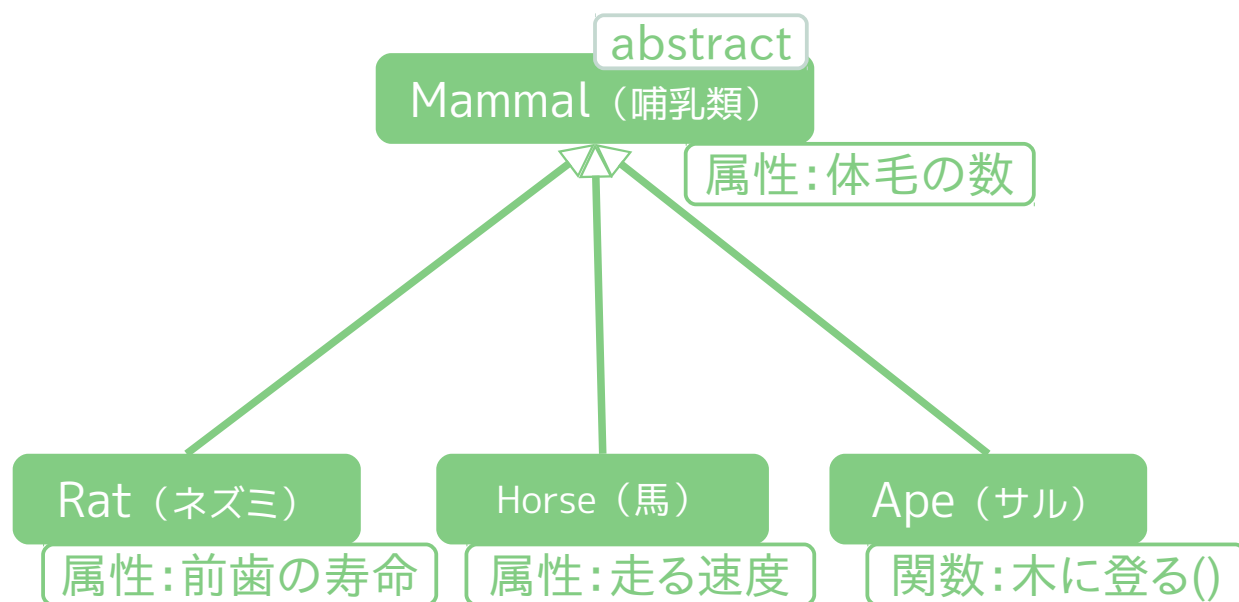 abstract
Mammal（哺乳類）
属性：体毛の数
Rat（ネズミ）
Horse（馬）
Ape（サル）
属性：前歯の寿命
属性：走る速度
関数：木に登る()